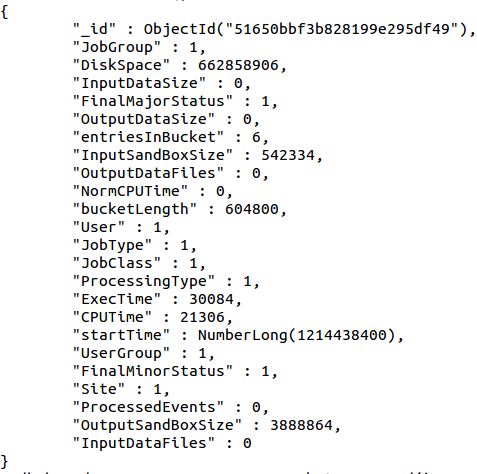 {
"_id" : ObjectId("51650bbf3b828199e295df49"),
"JobGroup" : 1,
"DiskSpace" : 662858906,
"InputDataSize" : 0,
"FinalMajorStatus" : 1,
"OutputDataSize" : 0,
"entriesInBucket" : 6,
"InputSandBoxSize" : 542334,
"OutputDataFiles" : 0,
"NormCPUTime" : 0,
"bucketLength" : 604800,
"User" : 1,
"JobType" : 1,
"JobClass" : 1,
"ProcessingType" : 1,
"ExecTime" : 30084,
"CPUTime" : 21306,
"startTime" : NumberLong(1214438400),
"UserGroup" : 1,
"FinalMinorStatus" : 1,
"Site" : 1,
"ProcessedEvents" : 0,
"OutputSandBoxSize" : 3888864,
"InputDataFiles" : 0
}